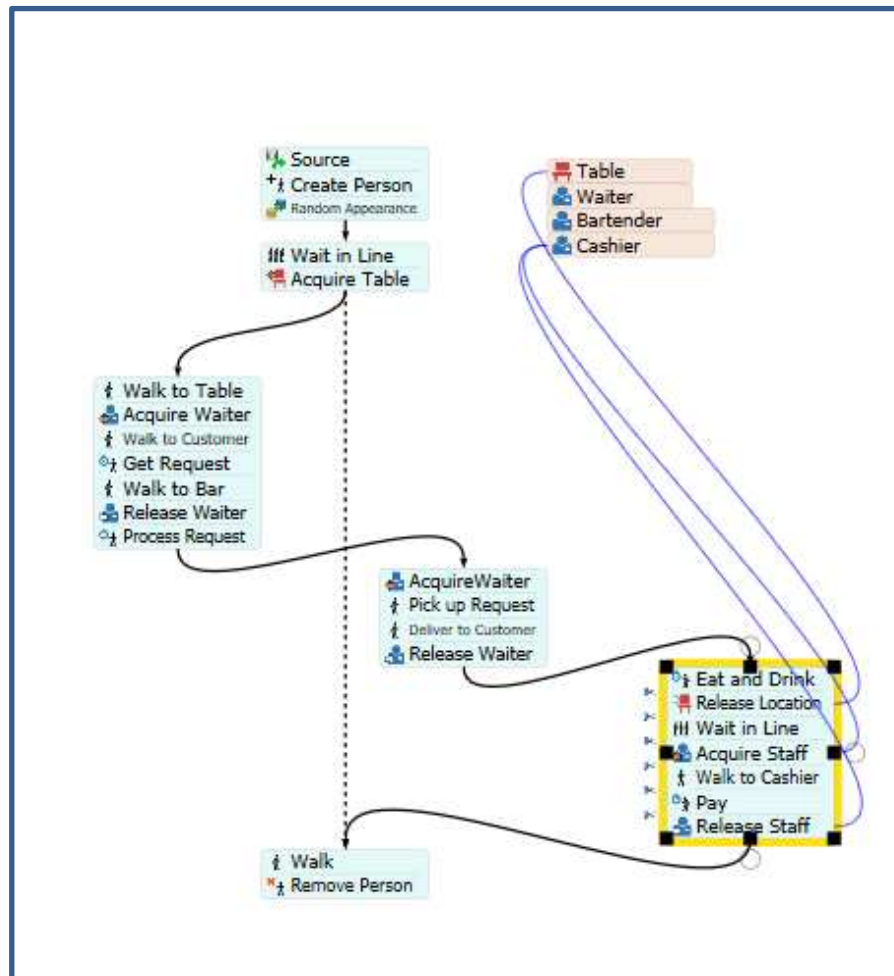 Source
Create Person
Random Appearance
Wait in Line
Acquire Table
Table
Waiter
Bartender
Cashier
Walk to Table
Acquire Waiter
Walk to Customer
Get Request
Walk to Bar
Release Waiter
Process Request
AcquireWaiter
Pick up Request
Deliver to Customer
Release Waiter
Eat and Drink
Release Location
Wait in Line
Acquire Staff
Walk to Cashier
Pay
Release Staff
Walk
Remove Person